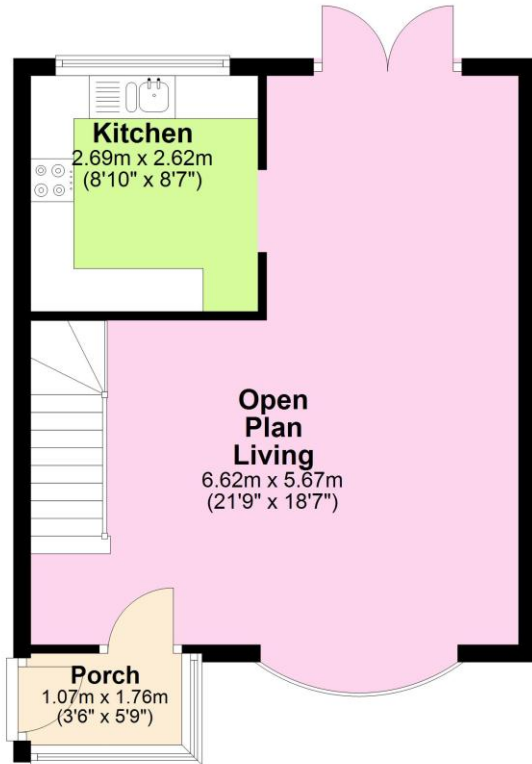 Kitchen
2.69m x 2.62m
(8'10" x 8'7")
Open
Plan
Living
6.62m x 5.67m
(21'9" x 18'7")
Porch
1.07m x 1.76m
(3'6" x 5'9")